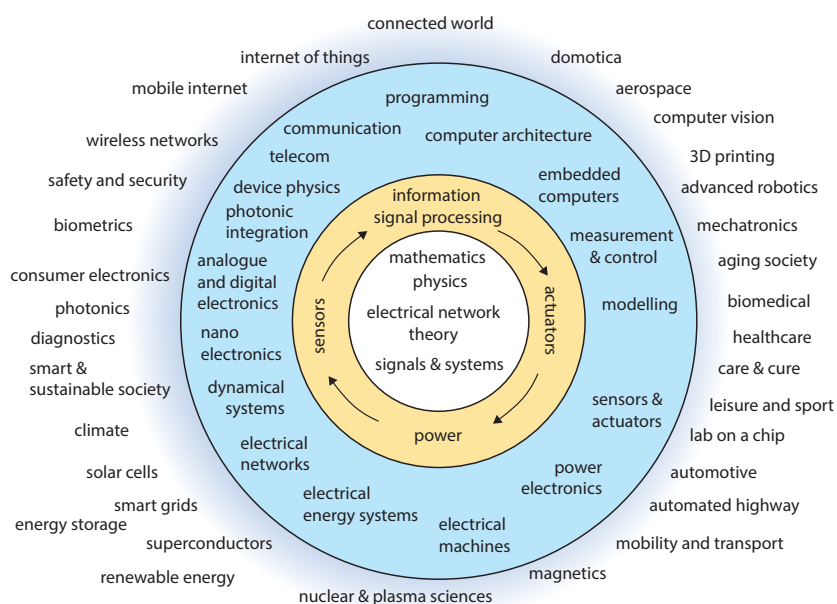 connected world
internet of things
domotica
mobile internet
aerospace
programming
computer vision
communication
computer architecture
wireless networks
telecom
3D printing
safety and security
device physics
information
signal processing
embedded
computers
advanced robotics
photonic
integration
biometrics
measurement
& control
mechatronics
analogue
and digital
electronics
mathematics
physics
aging society
consumer electronics
sensors
actuators
modelling
biomedical
photonics
electrical network
theory
diagnostics
nano
electronics
healthcare
smart &
sustainable society
signals & systems
care & cure
dynamical
systems
sensors &
actuators
leisure and sport
climate
power
lab on a chip
electrical
networks
solar cells
power
electronics
automotive
smart grids
electrical
energy systems
automated highway
energy storage
superconductors
electrical
machines
mobility and transport
renewable energy
magnetics
nuclear & plasma sciences